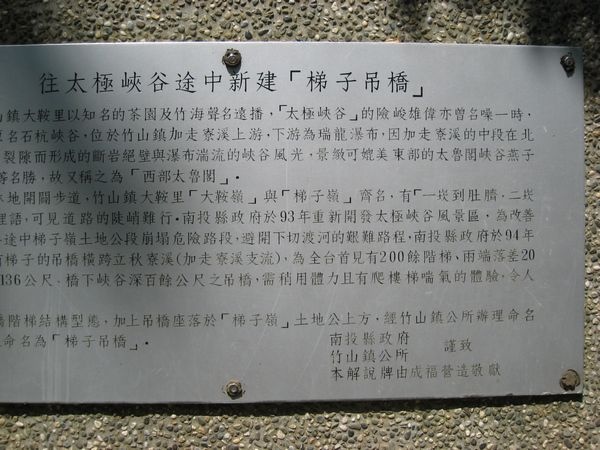 往太極峽谷途中新建「梯子吊橋」
山鎮大鞍里以知名的茶園及竹海聲名遠播，「太極峽谷」的險峻雄偉亦曾名噪一時，
名石杭峽谷，位於竹山鎮加走寮溪上游，下游為瑞龍瀑布，因加走寮溪的中段在北
裂隙而形成的斷岩絕壁與瀑布湍流的峽谷風光，景緻可媲美東部的太魯閣峽谷燕子
等名勝，故又稱之為「西部太魯閣」。
地開闢步道，竹山鎮大鞍里「大鞍嶺」與「梯子嶺」齊名，有「一崁到肚臍，二崁
俚語，可見道路的陡峭難行。南投縣政府於93年重新開發太極峽谷風景區，為改善
途中梯子嶺土地公段崩塌危險路段，避開下切渡河的艱難路程，南投縣政府於94年
有梯子的吊橋橫跨立秋寮溪(加走寮溪支流)，為全台首見有200餘階梯、兩端落差20
136公尺、橋下峽谷深百餘公尺之吊橋，需稍用體力且有爬樓梯喘氣的體驗，令人
階梯結構型態，加上吊橋座落於「梯子嶺」土地公上方，經竹山鎮公所辦理命名
命名為「梯子吊橋」。
南投縣政府
竹山鎮公所 謹致
本解說牌由成福營造敬獻